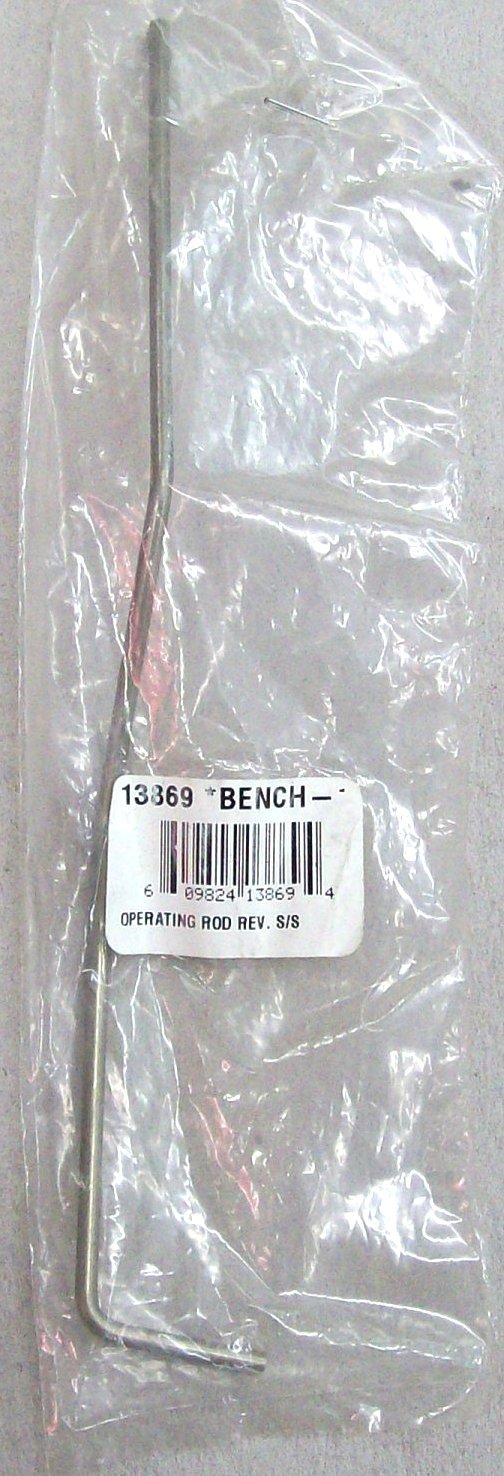 13869 *BENCH--
6 09824 13869 4
OPERATING ROD REV. S/S